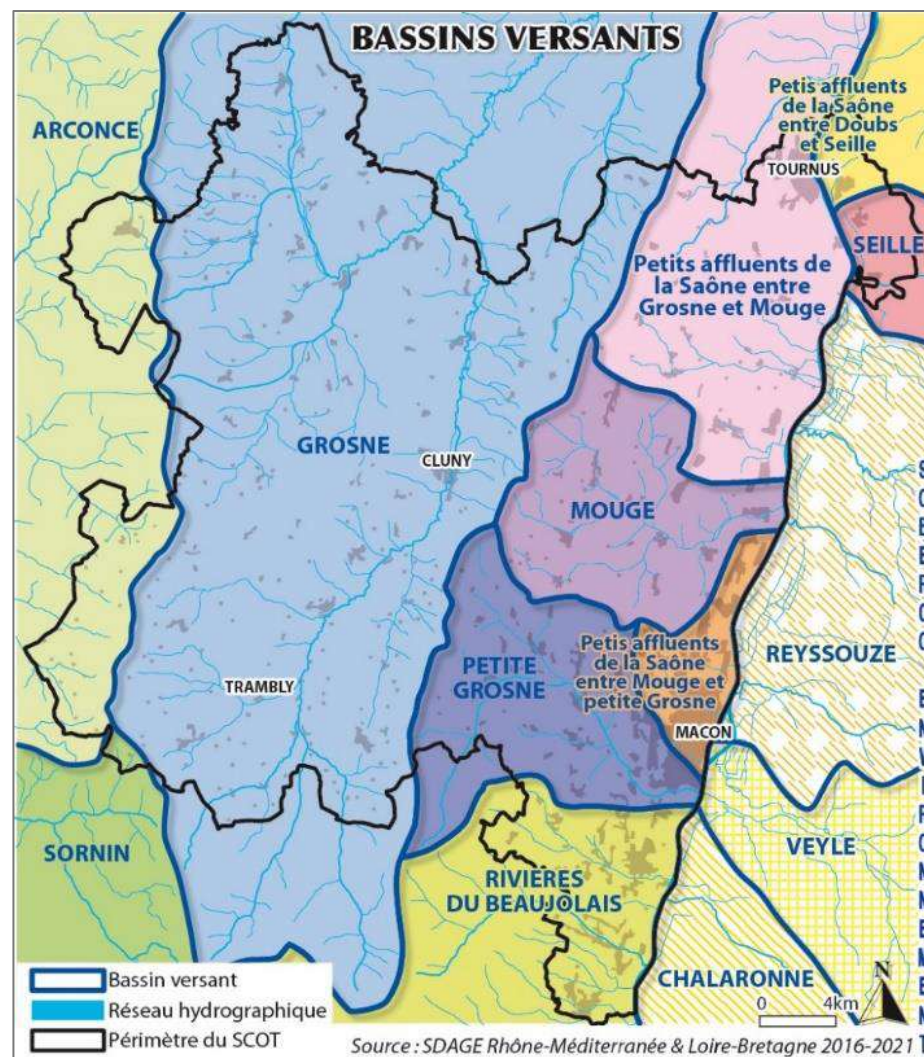 BASSINS VERSANTS
ARCONCE
Petis affluents
de la Saône
entre Doubs
et Seille
TOURNUS
SEILLE
Petits affluents de
la Saône entre
Grosne et Mouge
GROSNE
CLUNY
MOUGE
PETITE
GROSNE
Petis affluents
de la Saône
entre Mouge et
petite Grosne
REYSSOUZE
TRAMBLY
MACON
SORNIN
VEYLE
RIVIÈRES
DU BEAUJOLAIS
CHALARONNE
Bassin versant
Réseau hydrographique
Périmètre du SCOT
N
0 4km
Source : SDAGE Rhône-Méditerranée & Loire-Bretagne 2016-2021